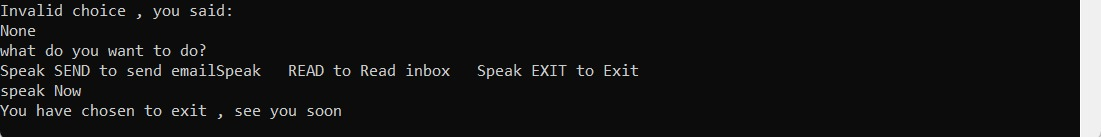 Invalid choice , you said:
None
what do you want to do?
Speak SEND to send emailSpeak   READ to Read inbox   Speak EXIT to Exit
speak Now
You have chosen to exit , see you soon